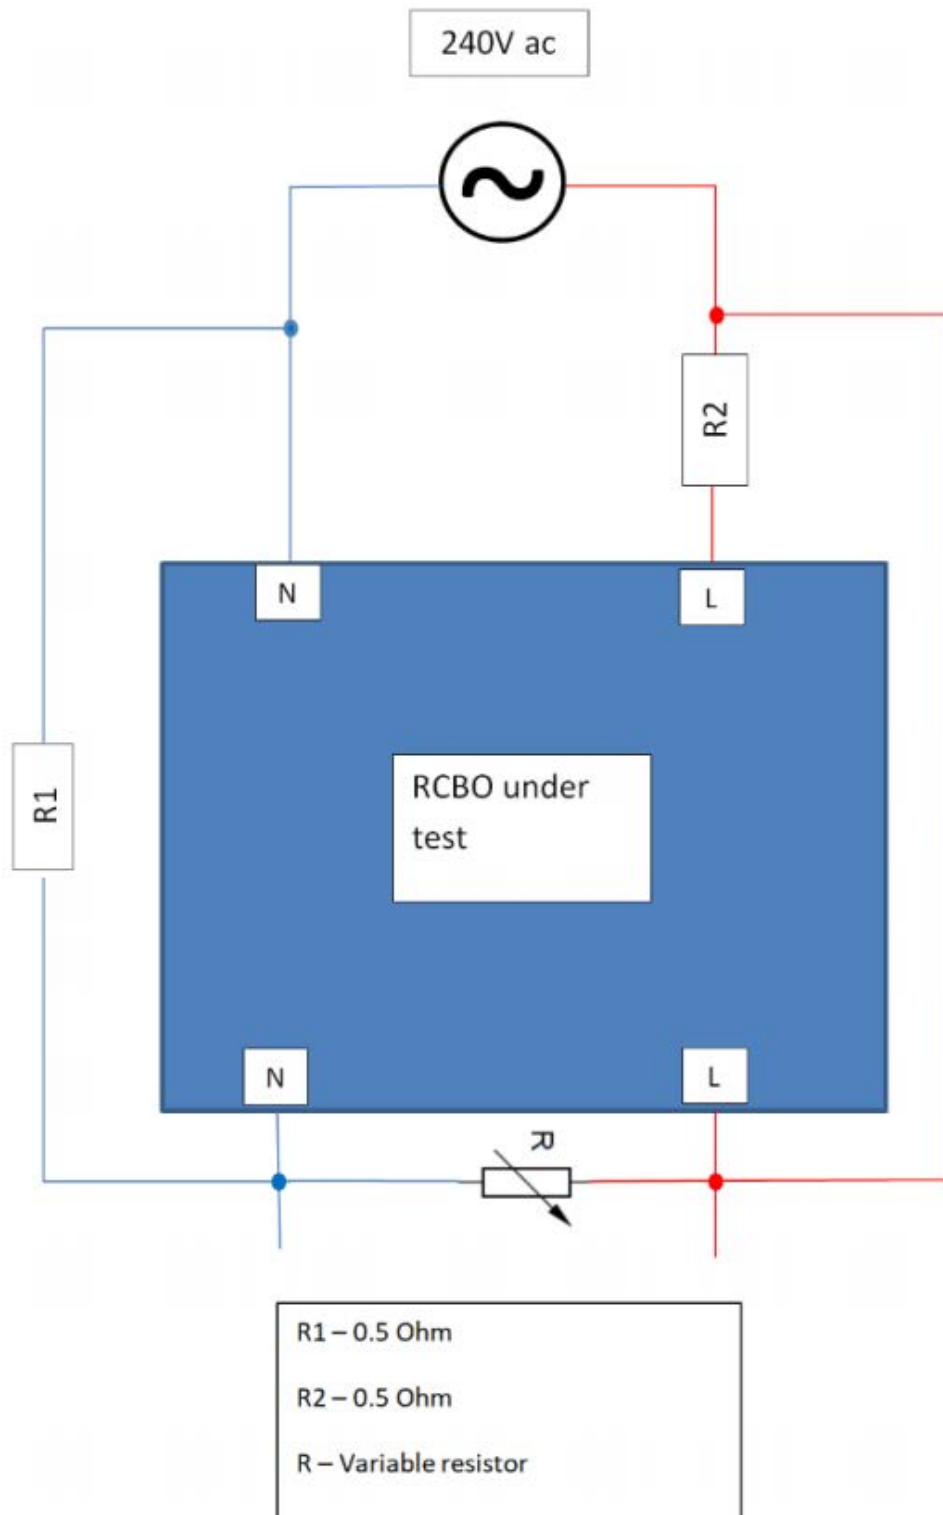 240V ac
R2
N
L
R1
RCBO under
test
N
L
R
R1 – 0.5 Ohm
R2 – 0.5 Ohm
R – Variable resistor